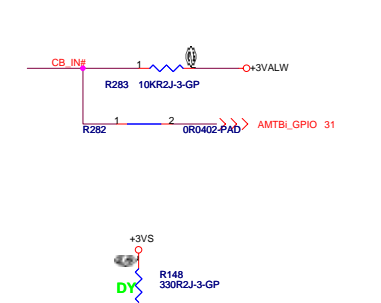 CB_IN#
1
+3VALW
R283 10KR2J-3-GP
1 2
R282 0R0402-PAD
AMTBi_GPIO 31
+3VS
R148
DY 330R2J-3-GP